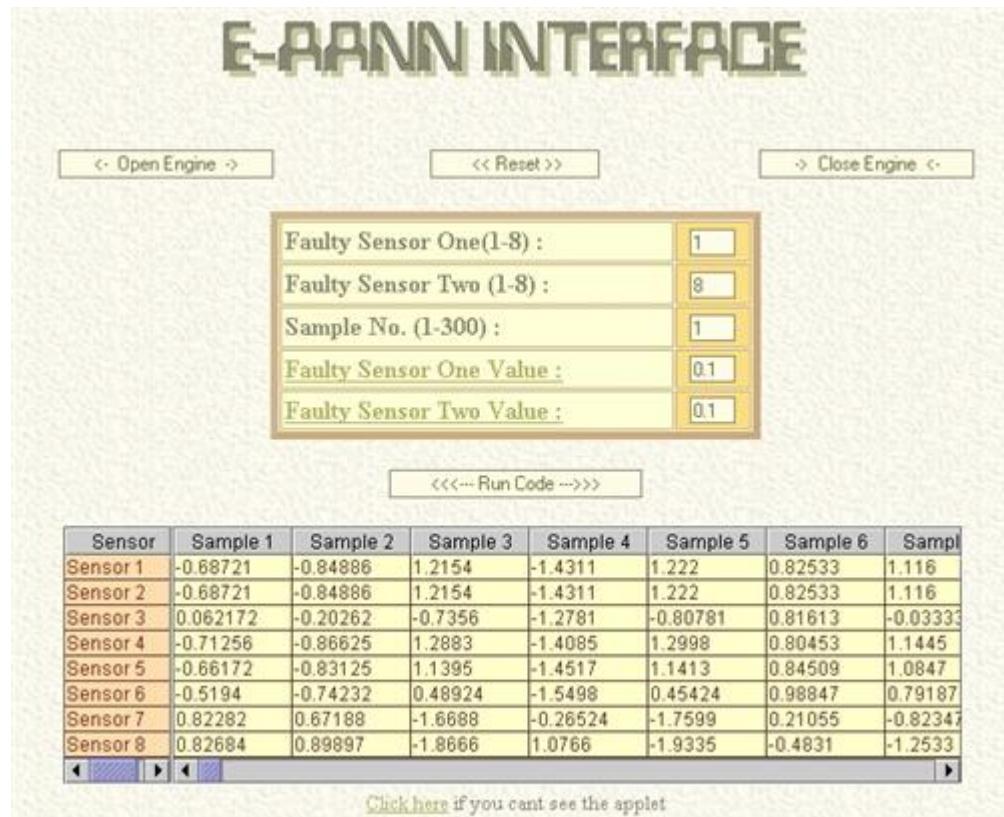 E-AANN INTERFACE
<- Open Engine -> << Reset >> -> Close Engine <-
Faulty Sensor One(1-8) : 1
Faulty Sensor Two (1-8) : 8
Sample No. (1-300) : 1
Faulty Sensor One Value : 0.1
Faulty Sensor Two Value : 0.1
<<<--- Run Code --->>>
Sensor Sample 1 Sample 2 Sample 3 Sample 4 Sample 5 Sample 6 Sampl
Sensor 1 -0.68721 -0.84886 1.2154 -1.4311 1.222 0.82533 1.116
Sensor 2 -0.68721 -0.84886 1.2154 -1.4311 1.222 0.82533 1.116
Sensor 3 0.062172 -0.20262 -0.7356 -1.2781 -0.80781 0.81613 -0.03333
Sensor 4 -0.71256 -0.86625 1.2883 -1.4085 1.2998 0.80453 1.1445
Sensor 5 -0.66172 -0.83125 1.1395 -1.4517 1.1413 0.84509 1.0847
Sensor 6 -0.5194 -0.74232 0.48924 -1.5498 0.45424 0.98847 0.79187
Sensor 7 0.82282 0.67188 -1.6688 -0.26524 -1.7599 0.21055 -0.82347
Sensor 8 0.82684 0.89897 -1.8666 1.0766 -1.9335 -0.4831 -1.2533
Click here if you cant see the applet